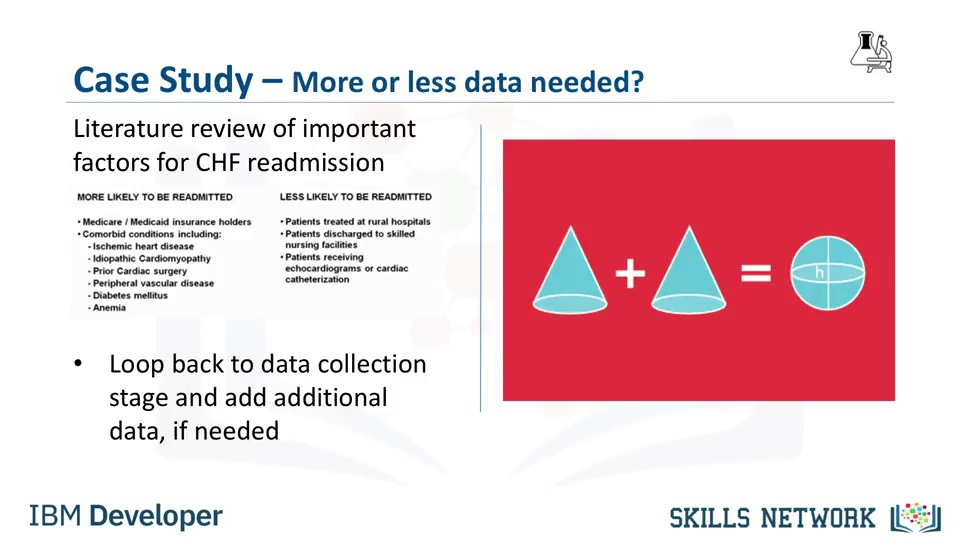 Case Study – More or less data needed?
Literature review of important
factors for CHF readmission
MORE LIKELY TO BE READMITTED
• Medicare / Medicaid insurance holders
• Comorbid conditions including:
- Ischemic heart disease
- Idiopathic Cardiomyopathy
- Prior Cardiac surgery
- Peripheral vascular disease
- Diabetes mellitus
- Anemia
LESS LIKELY TO BE READMITTED
• Patients treated at rural hospitals
• Patients discharged to skilled
nursing facilities
• Patients receiving
echocardiograms or cardiac
catheterization
• Loop back to data collection
stage and add additional
data, if needed
+ =
h
IBM Developer
SKILLS NETWORK